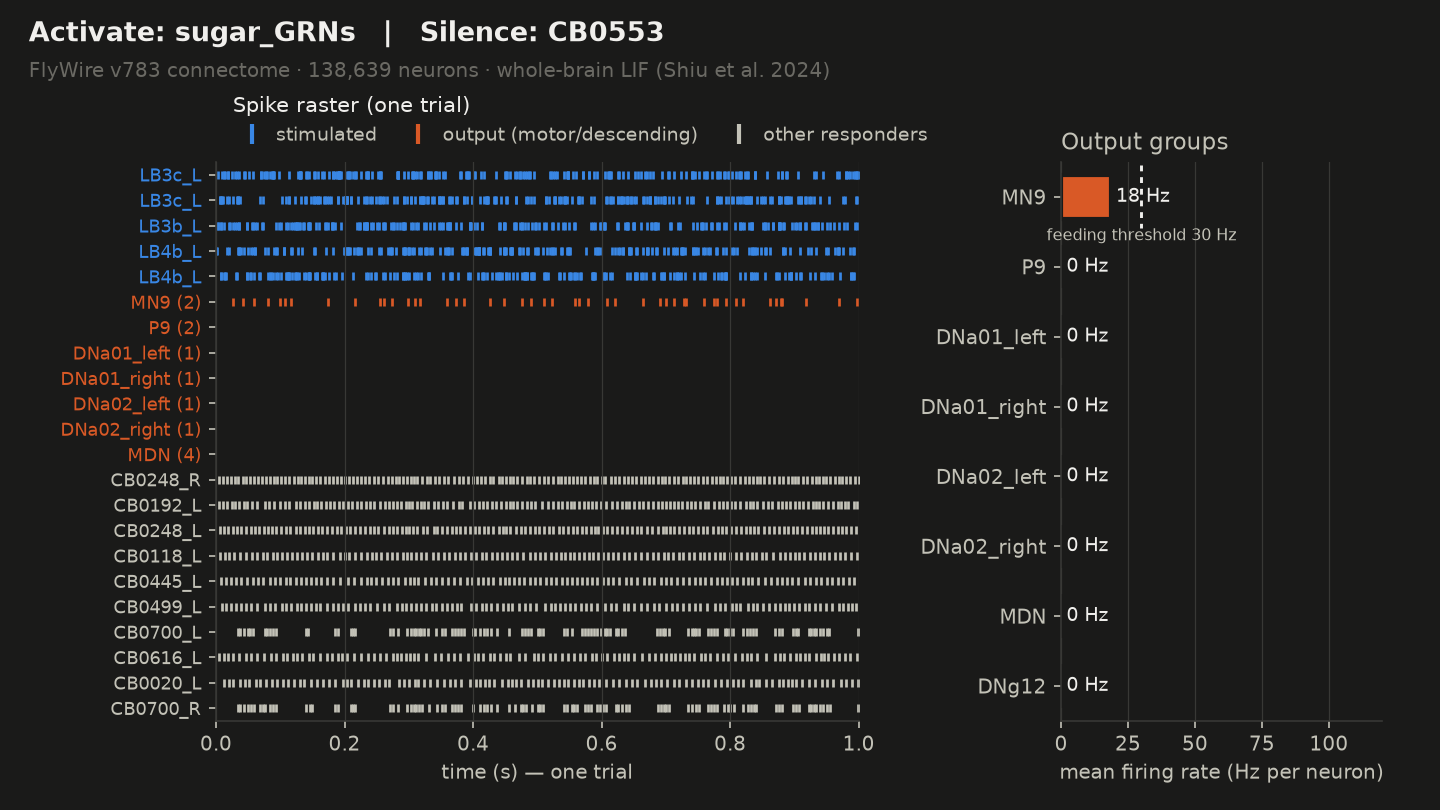 Activate: sugar_GRNs | Silence: CB0553
FlyWire v783 connectome · 138,639 neurons · whole-brain LIF (Shiu et al. 2024)
Spike raster (one trial)
stimulated
output (motor/descending)
other responders
LB3c_L
LB3c_L
LB3b_L
LB4b_L
LB4b_L
MN9 (2)
P9 (2)
DNa01_left (1)
DNa01_right (1)
DNa02_left (1)
DNa02_right (1)
MDN (4)
CB0248_R
CB0192_L
CB0248_L
CB0118_L
CB0445_L
CB0499_L
CB0700_L
CB0616_L
CB0020_L
CB0700_R
0.0 0.2 0.4 0.6 0.8 1.0
time (s) — one trial
Output groups
MN9 18 Hz
feeding threshold 30 Hz
P9 0 Hz
DNa01_left 0 Hz
DNa01_right 0 Hz
DNa02_left 0 Hz
DNa02_right 0 Hz
MDN 0 Hz
DNg12 0 Hz
0 25 50 75 100
mean firing rate (Hz per neuron)